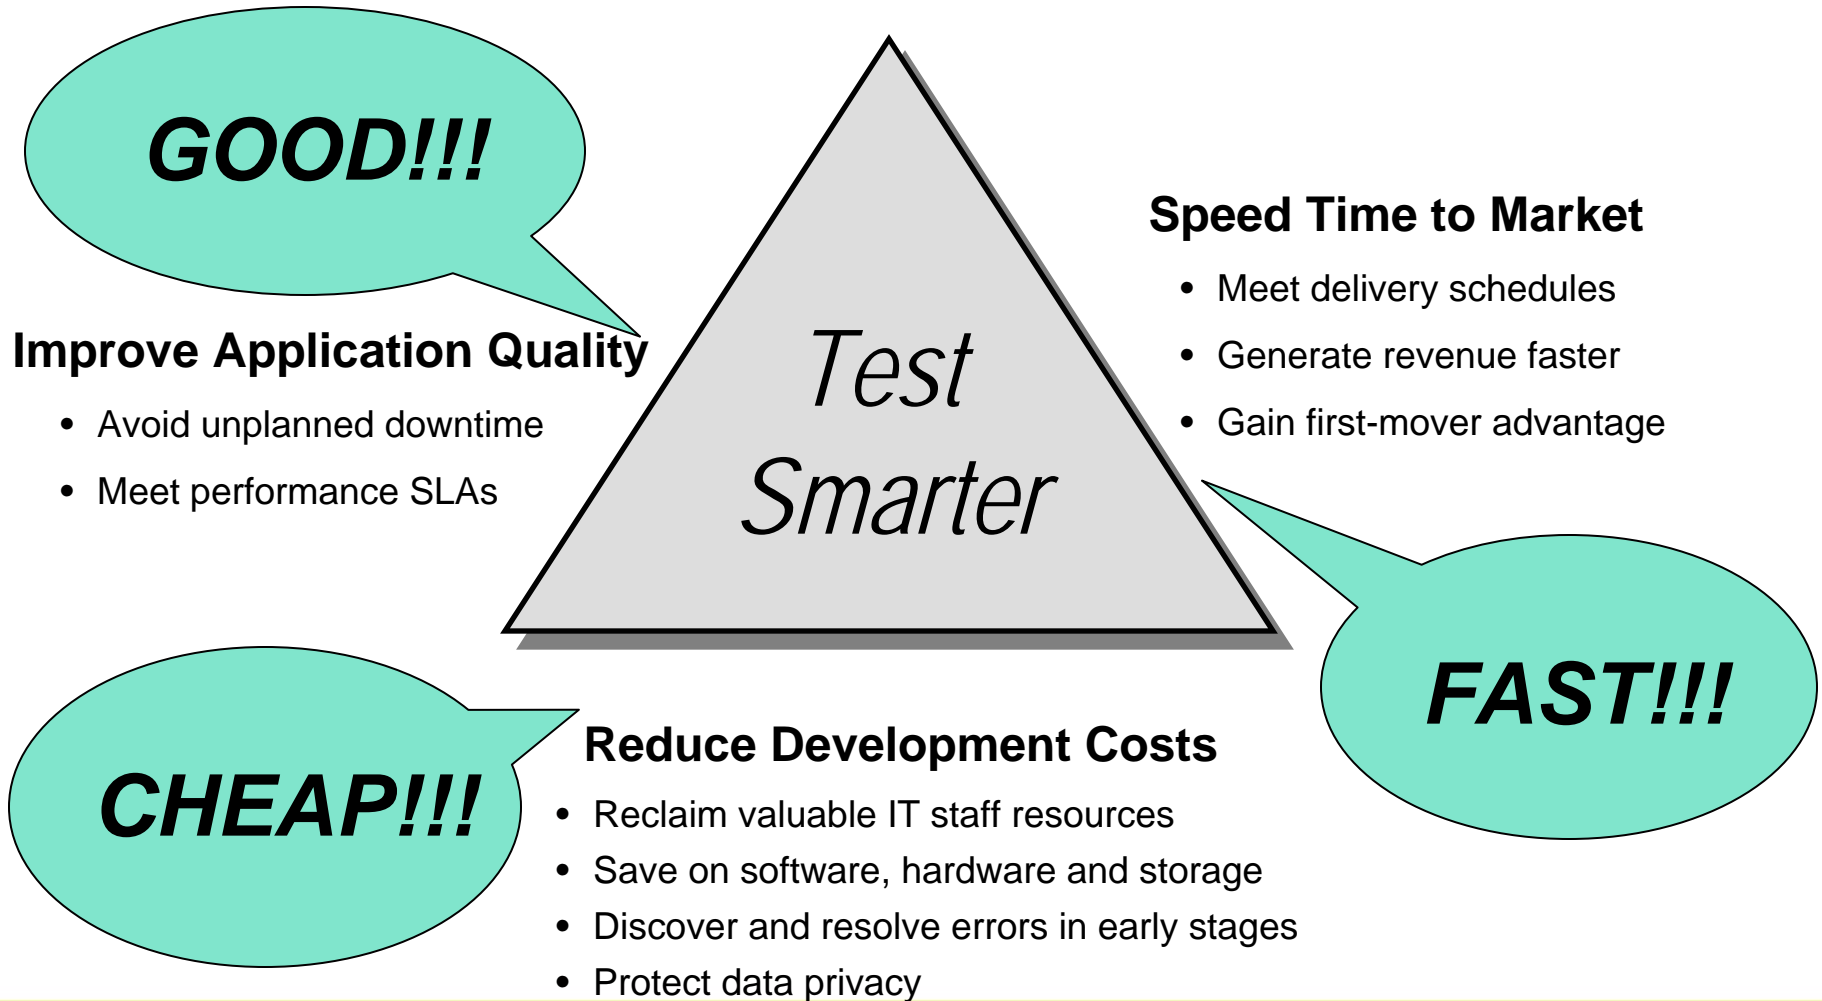 GOOD!!!
Improve Application Quality
• Avoid unplanned downtime
• Meet performance SLAs
Test
Smarter
Speed Time to Market
• Meet delivery schedules
• Generate revenue faster
• Gain first-mover advantage
FAST!!!
CHEAP!!!
Reduce Development Costs
• Reclaim valuable IT staff resources
• Save on software, hardware and storage
• Discover and resolve errors in early stages
• Protect data privacy